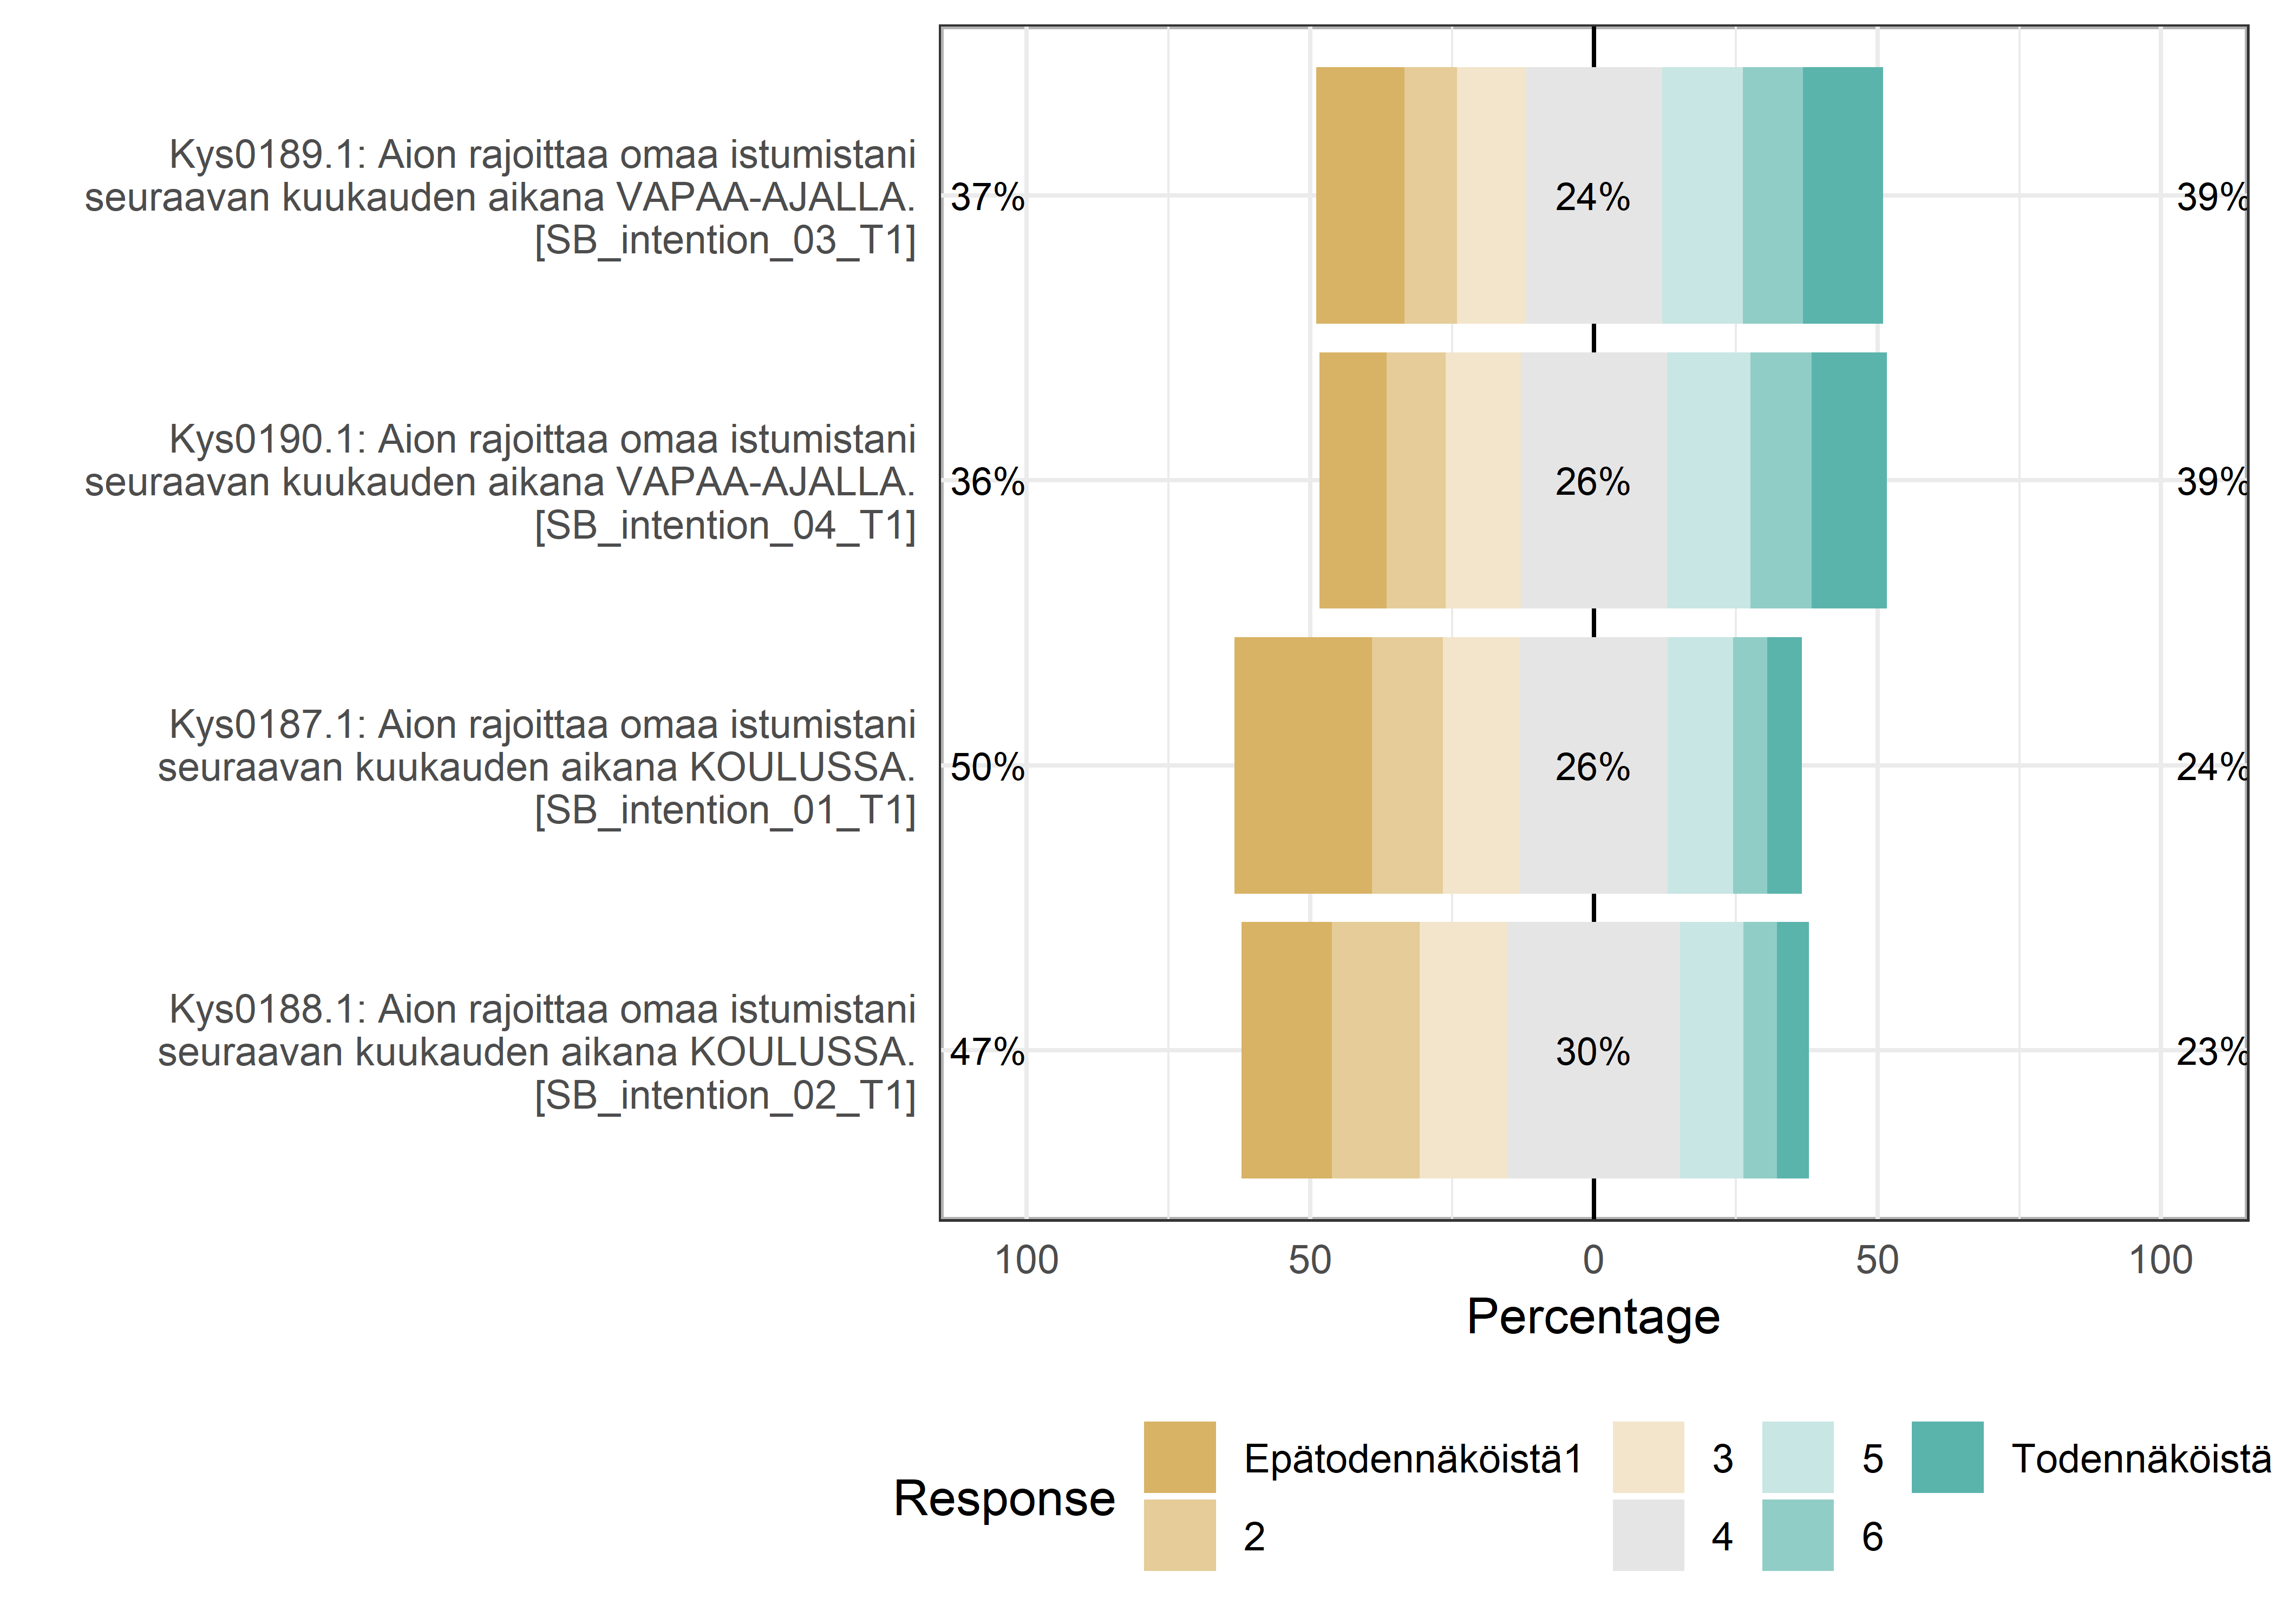 Kys0189.1: Aion rajoittaa omaa istumistani
seuraavan kuukauden aikana VAPAA-AJALLA.
[SB_intention_03_T1]
37%
24%
39%
Kys0190.1: Aion rajoittaa omaa istumistani
seuraavan kuukauden aikana VAPAA-AJALLA.
[SB_intention_04_T1]
36%
26%
39%
Kys0187.1: Aion rajoittaa omaa istumistani
seuraavan kuukauden aikana KOULUSSA.
[SB_intention_01_T1]
50%
26%
24%
Kys0188.1: Aion rajoittaa omaa istumistani
seuraavan kuukauden aikana KOULUSSA.
[SB_intention_02_T1]
47%
30%
23%
100 50 0 50 100
Percentage
Response
Epätodennäköistä1
2
3
4
5
6
Todennäköistä